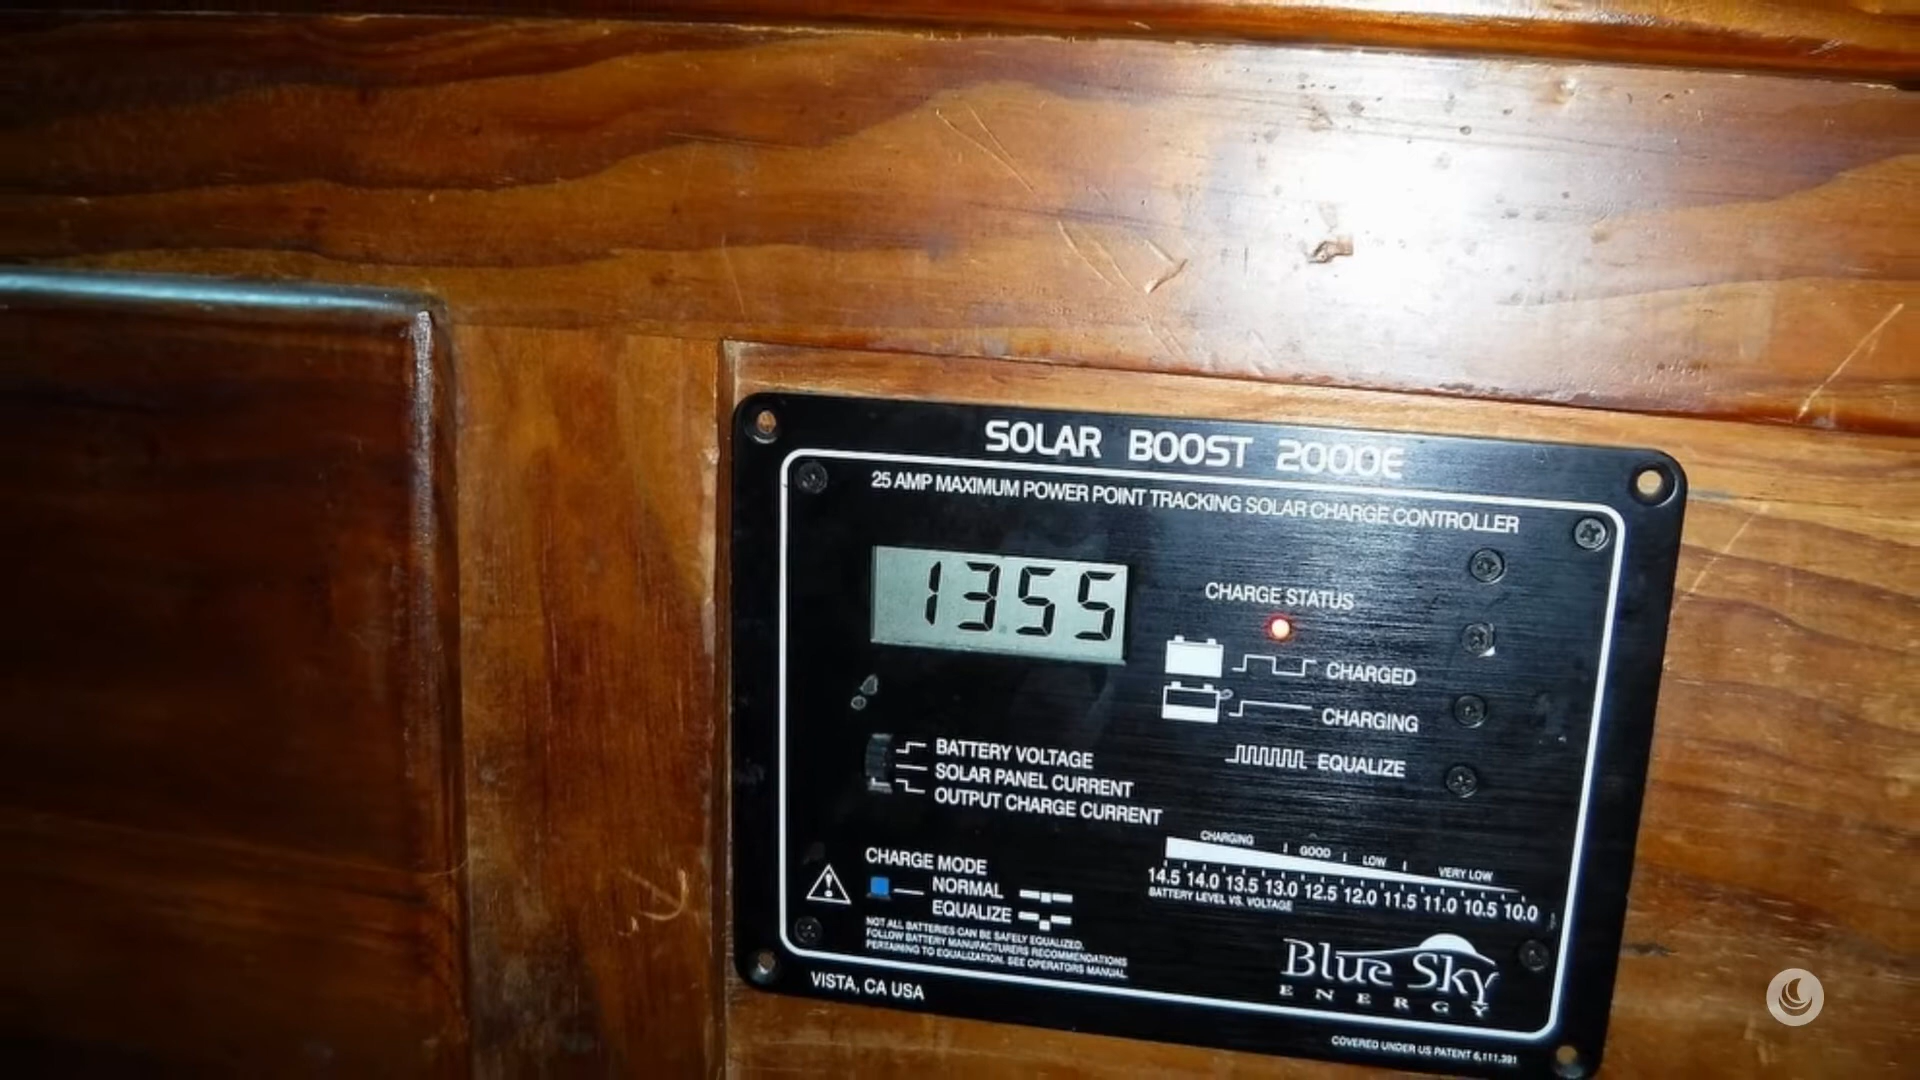 SOLAR BOOST 2000E
25 AMP MAXIMUM POWER POINT TRACKING SOLAR CHARGE CONTROLLER
13.55
CHARGE STATUS
CHARGED
CHARGING
EQUALIZE
BATTERY VOLTAGE
SOLAR PANEL CURRENT
OUTPUT CHARGE CURRENT
CHARGING GOOD LOW VERY LOW
14.5 14.0 13.5 13.0 12.5 12.0 11.5 11.0 10.5 10.0
BATTERY LEVEL VS. VOLTAGE
CHARGE MODE
NORMAL
EQUALIZE
NOT ALL BATTERIES CAN BE SAFELY EQUALIZED.
FOLLOW BATTERY MANUFACTURERS RECOMMENDATIONS
PERTAINING TO EQUALIZATION. SEE OPERATORS MANUAL.
Blue Sky
ENERGY
VISTA, CA USA
COVERED UNDER US PATENT 6,111,391